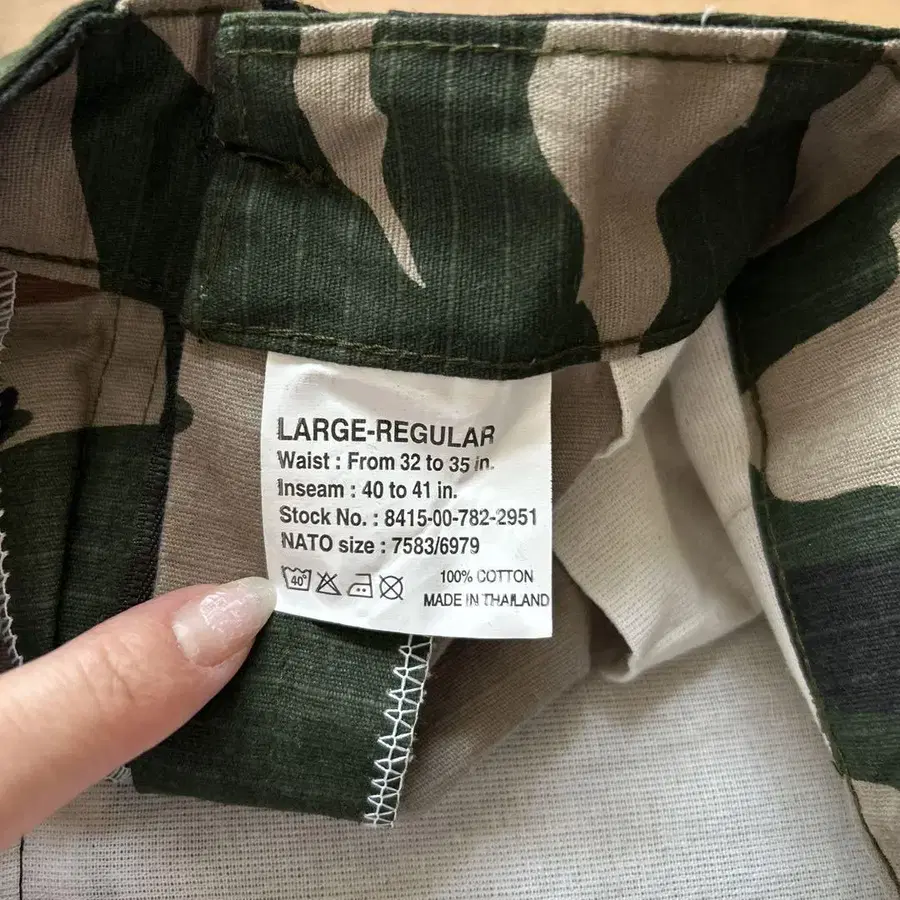 LARGE-REGULAR
Waist : From 32 to 35 in.
Inseam : 40 to 41 in.
Stock No. : 8415-00-782-2951
NATO size : 7583/6979
40°
100% COTTON
MADE IN THAILAND